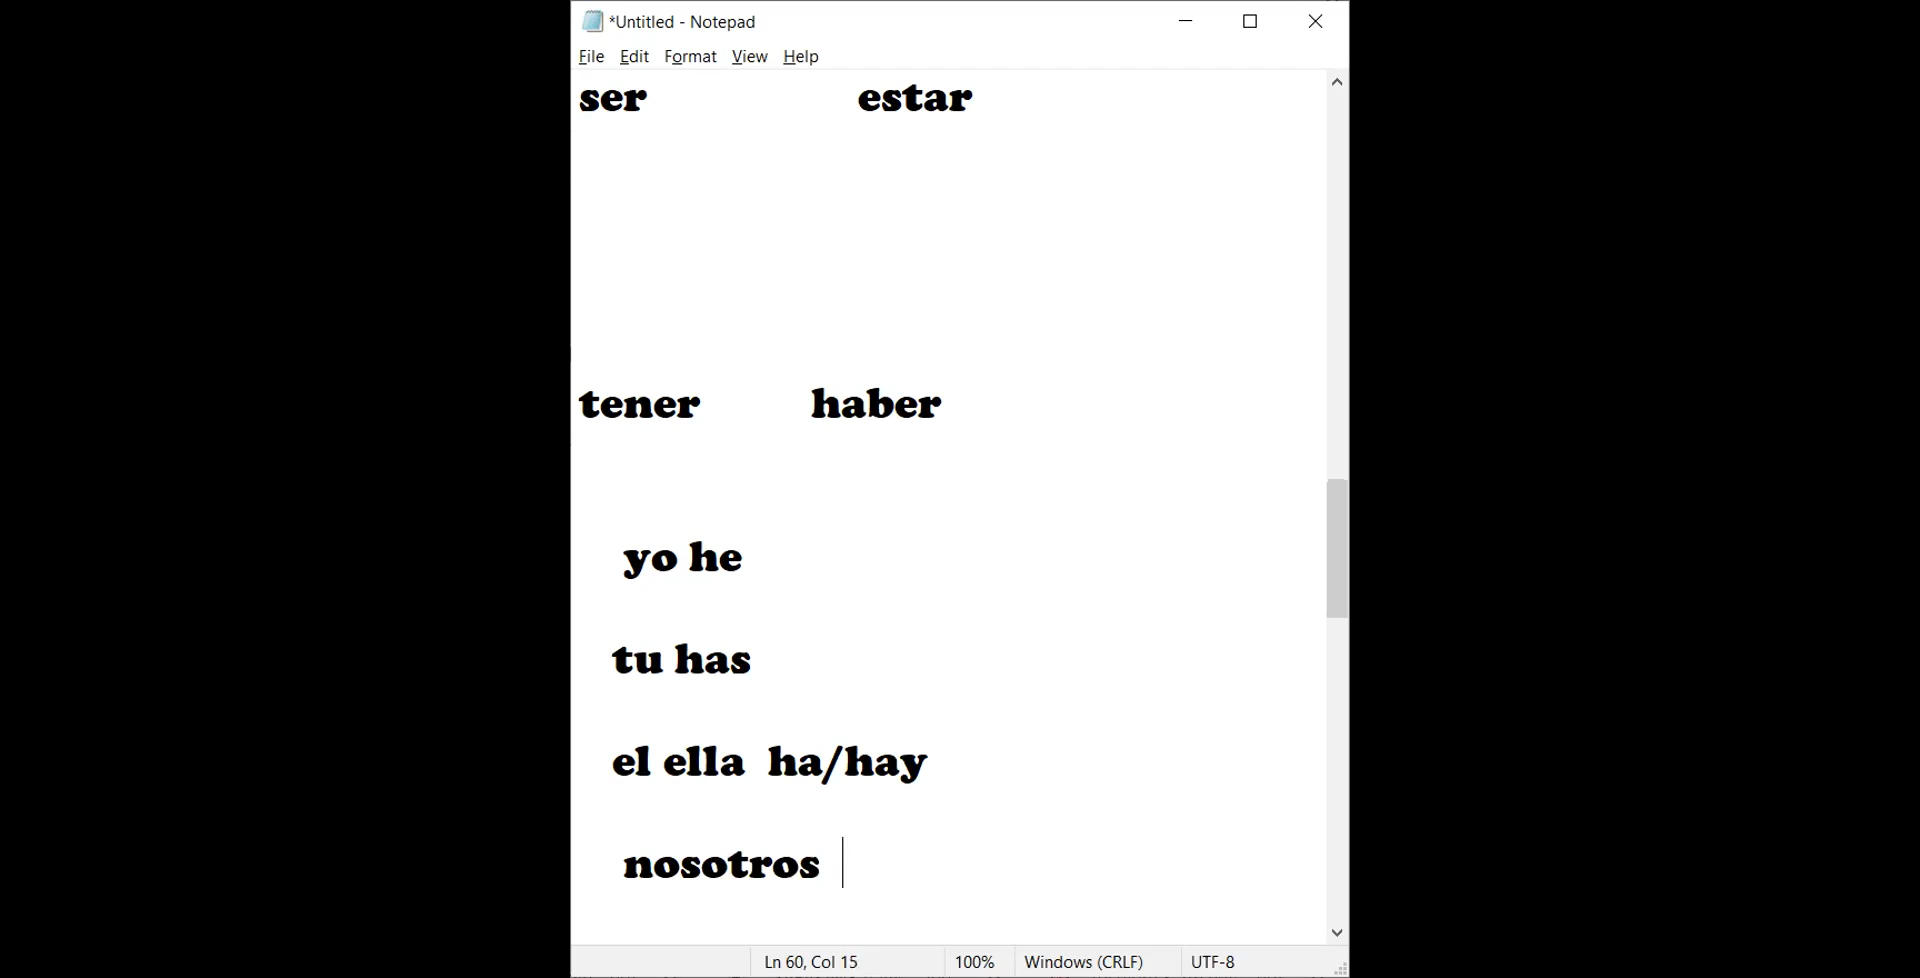 *Untitled - Notepad
File Edit Format View Help
ser estar
tener haber
yo he
tu has
el ella ha/hay
nosotros
Ln 60, Col 15 100% Windows (CRLF) UTF-8